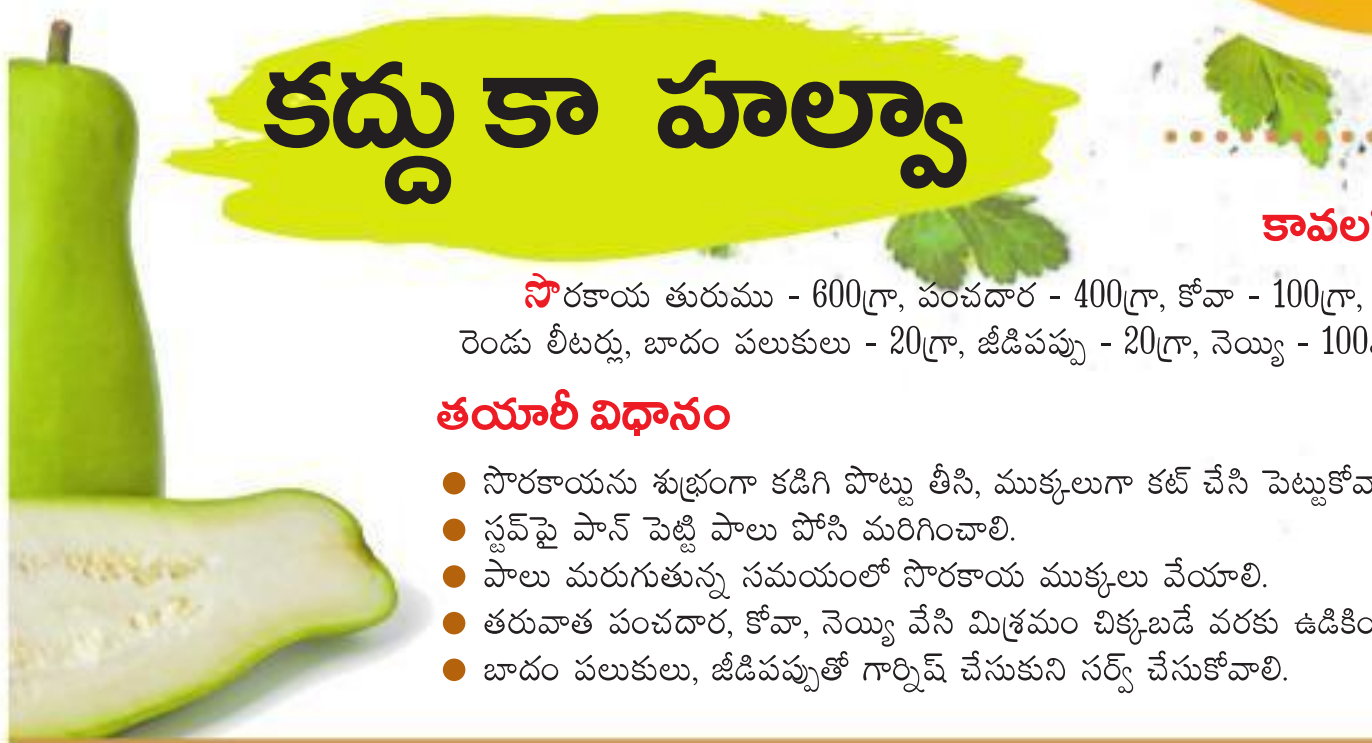 కద్దు కా హల్వా
కావల
సొరకాయ తురుము - 600గ్రా, పంచదార - 400గ్రా, కోవా - 100గ్రా,
రెండు లీటర్లు, బాదం పలుకులు - 20గ్రా, జీడిపప్పు - 20గ్రా, నెయ్యి - 100
తయారీ విధానం
● సొరకాయను శుభ్రంగా కడిగి పొట్టు తీసి, ముక్కలుగా కట్ చేసి పెట్టుకోవా
● స్టవ్‌పై పాన్ పెట్టి పాలు పోసి మరిగించాలి.
● పాలు మరుగుతున్న సమయంలో సొరకాయ ముక్కలు వేయాలి.
● తరువాత పంచదార, కోవా, నెయ్యి వేసి మిశ్రమం చిక్కబడే వరకు ఉడికిం
● బాదం పలుకులు, జీడిపప్పుతో గార్నిష్ చేసుకుని సర్వ్ చేసుకోవాలి.